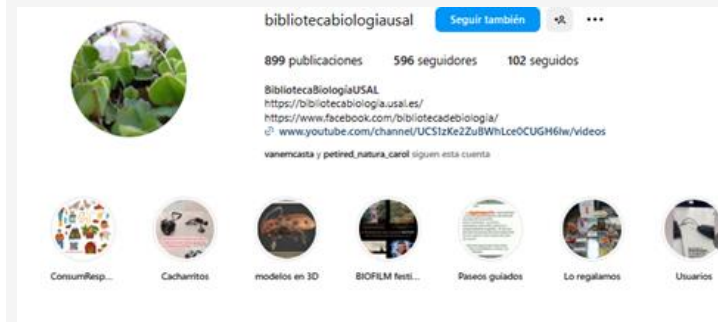 bibliotecabiologiausal Seguir también
899 publicaciones 596 seguidores 102 seguidos
BibliotecaBiologíaUSAL
https://bibliotecabiologia.usal.es/
https://www.facebook.com/bibliotecadebiologia/
www.youtube.com/channel/UCS1zKe2ZuBWhLce0CUGH6lw/videos
vanemcasta y petired_natura_carol siguen esta cuenta
ConsumResp... Cacharritos modelos en 3D BIOFILM festi... Paseos guiados Lo regalamos Usuarios